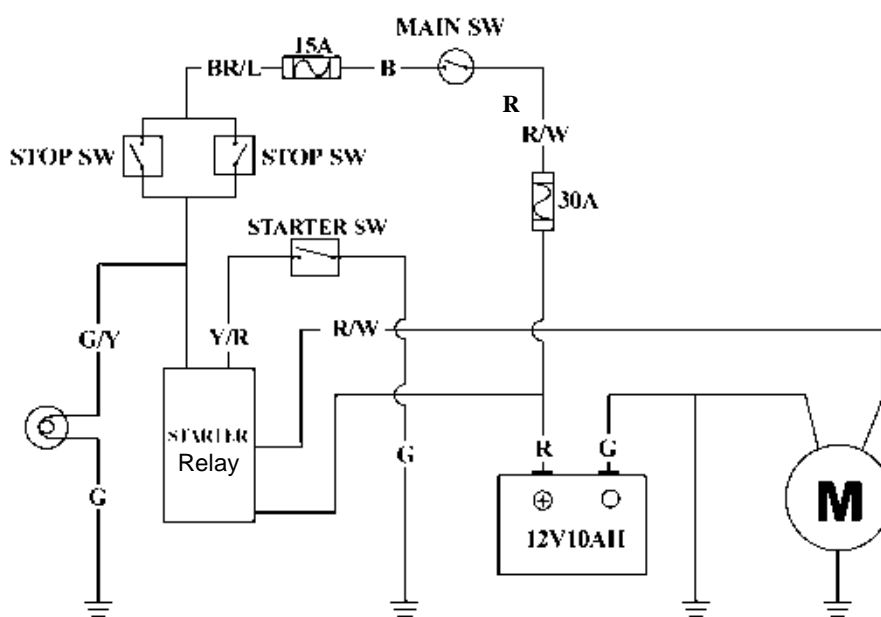 MAIN SW
15A
BR/L
B
R
R/W
STOP SW
STOP SW
30A
STARTER SW
G/Y
Y/R
R/W
STARTER
Relay
G
R
G
G
M
12V10AH